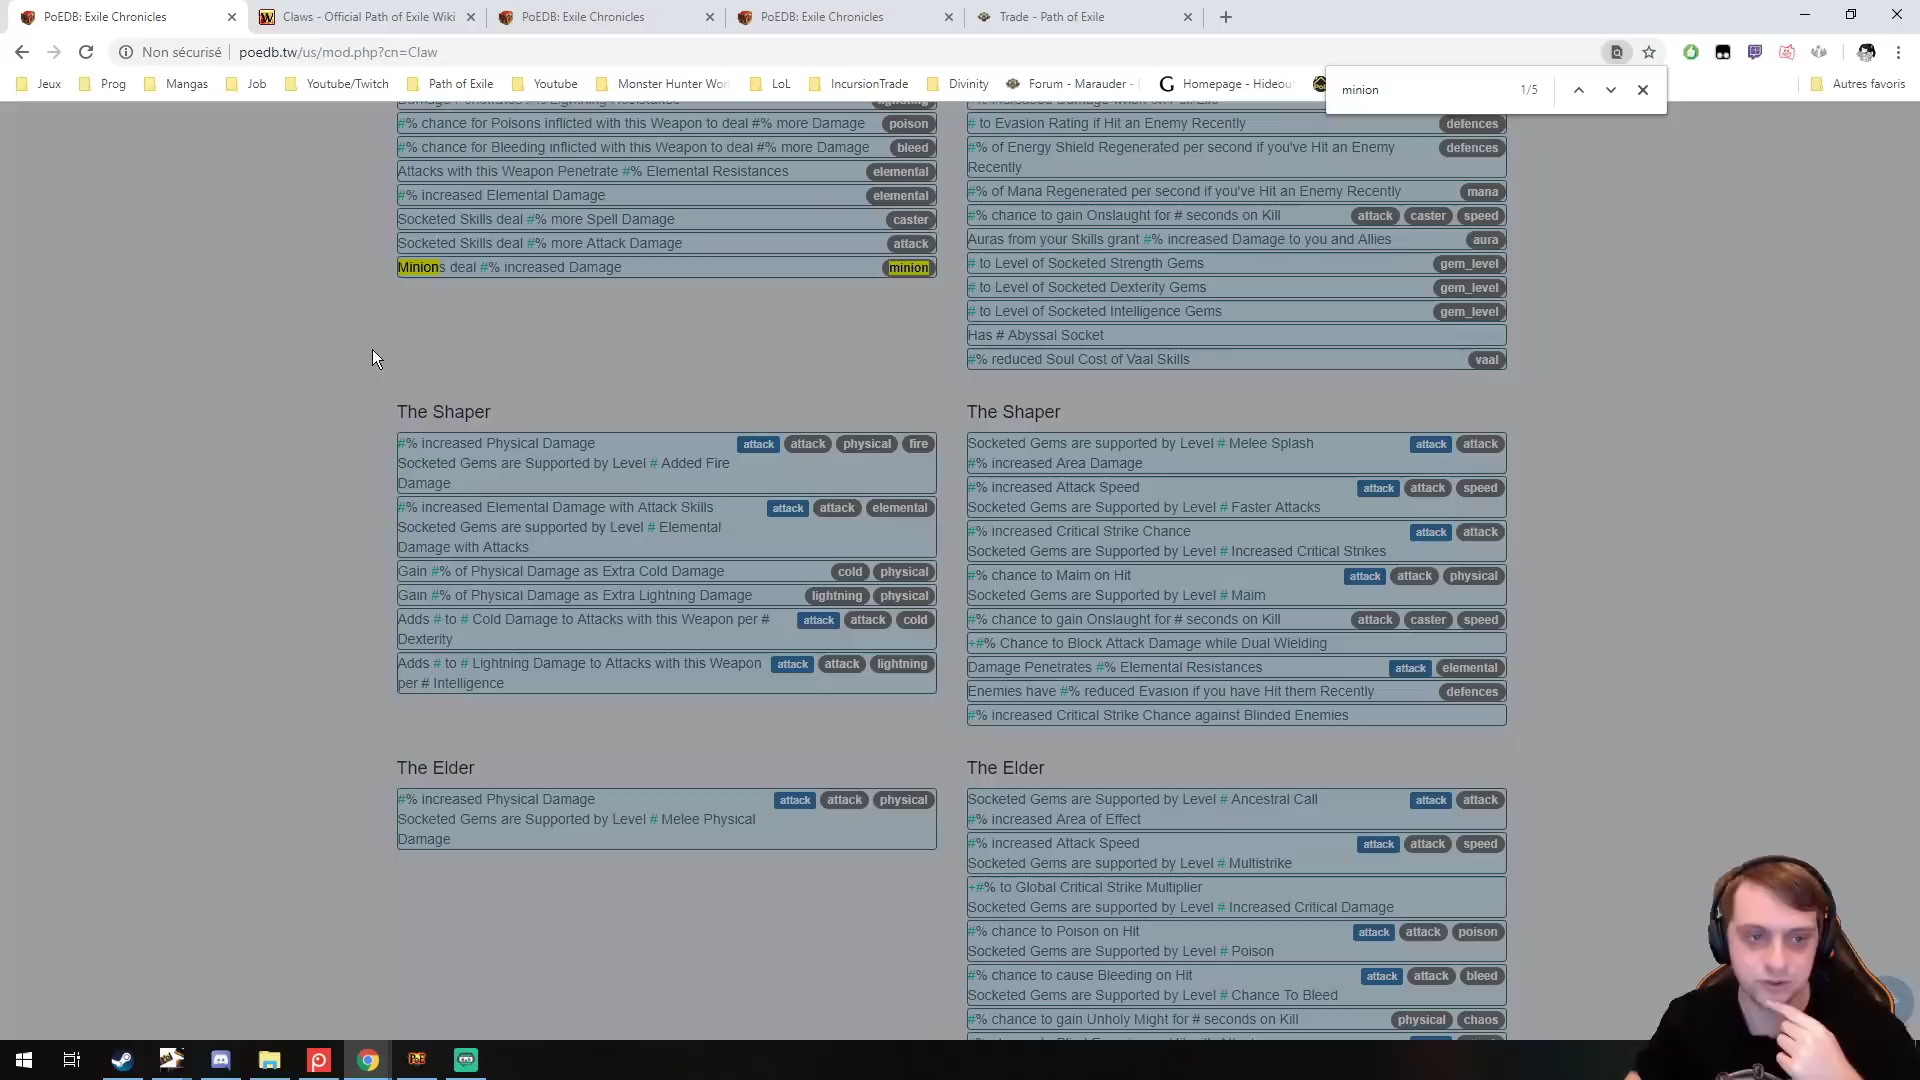 PoEDB: Exile Chronicles
Claws - Official Path of Exile Wiki
PoEDB: Exile Chronicles
PoEDB: Exile Chronicles
Trade - Path of Exile
Non sécurisé
poedb.tw/us/mod.php?cn=Claw
Jeux
Prog
Mangas
Job
Youtube/Twitch
Path of Exile
Youtube
Monster Hunter Wor
LoL
IncursionTrade
Divinity
Forum - Marauder -
Homepage - Hideou
Autres favoris
minion
1/5
#% chance for Poisons inflicted with this Weapon to deal #% more Damage poison
#% chance for Bleeding inflicted with this Weapon to deal #% more Damage bleed
Attacks with this Weapon Penetrate #% Elemental Resistances elemental
#% increased Elemental Damage elemental
Socketed Skills deal #% more Spell Damage caster
Socketed Skills deal #% more Attack Damage attack
Minions deal #% increased Damage minion
# to Evasion Rating if Hit an Enemy Recently defences
#% of Energy Shield Regenerated per second if you've Hit an Enemy defences
Recently
#% of Mana Regenerated per second if you've Hit an Enemy Recently mana
#% chance to gain Onslaught for # seconds on Kill attack caster speed
Auras from your Skills grant #% increased Damage to you and Allies aura
# to Level of Socketed Strength Gems gem_level
# to Level of Socketed Dexterity Gems gem_level
# to Level of Socketed Intelligence Gems gem_level
Has # Abyssal Socket
#% reduced Soul Cost of Vaal Skills vaal
The Shaper
#% increased Physical Damage attack attack physical fire
Socketed Gems are Supported by Level # Added Fire
Damage
#% increased Elemental Damage with Attack Skills attack attack elemental
Socketed Gems are supported by Level # Elemental
Damage with Attacks
Gain #% of Physical Damage as Extra Cold Damage cold physical
Gain #% of Physical Damage as Extra Lightning Damage lightning physical
Adds # to # Cold Damage to Attacks with this Weapon per # attack attack cold
Dexterity
Adds # to # Lightning Damage to Attacks with this Weapon attack attack lightning
per # Intelligence
The Shaper
Socketed Gems are supported by Level # Melee Splash attack attack
#% increased Area Damage
#% increased Attack Speed attack attack speed
Socketed Gems are Supported by Level # Faster Attacks
#% increased Critical Strike Chance attack attack
Socketed Gems are Supported by Level # Increased Critical Strikes
#% chance to Maim on Hit attack attack physical
Socketed Gems are Supported by Level # Maim
#% chance to gain Onslaught for # seconds on Kill attack caster speed
+#% Chance to Block Attack Damage while Dual Wielding
Damage Penetrates #% Elemental Resistances attack elemental
Enemies have #% reduced Evasion if you have Hit them Recently defences
#% increased Critical Strike Chance against Blinded Enemies
The Elder
#% increased Physical Damage attack attack physical
Socketed Gems are Supported by Level # Melee Physical
Damage
The Elder
Socketed Gems are Supported by Level # Ancestral Call attack attack
#% increased Area of Effect
#% increased Attack Speed attack attack speed
Socketed Gems are supported by Level # Multistrike
+#% to Global Critical Strike Multiplier
Socketed Gems are supported by Level # Increased Critical Damage
#% chance to Poison on Hit attack attack poison
Socketed Gems are Supported by Level # Poison
#% chance to cause Bleeding on Hit attack attack bleed
Socketed Gems are Supported by Level # Chance To Bleed
#% chance to gain Unholy Might for # seconds on Kill physical chaos